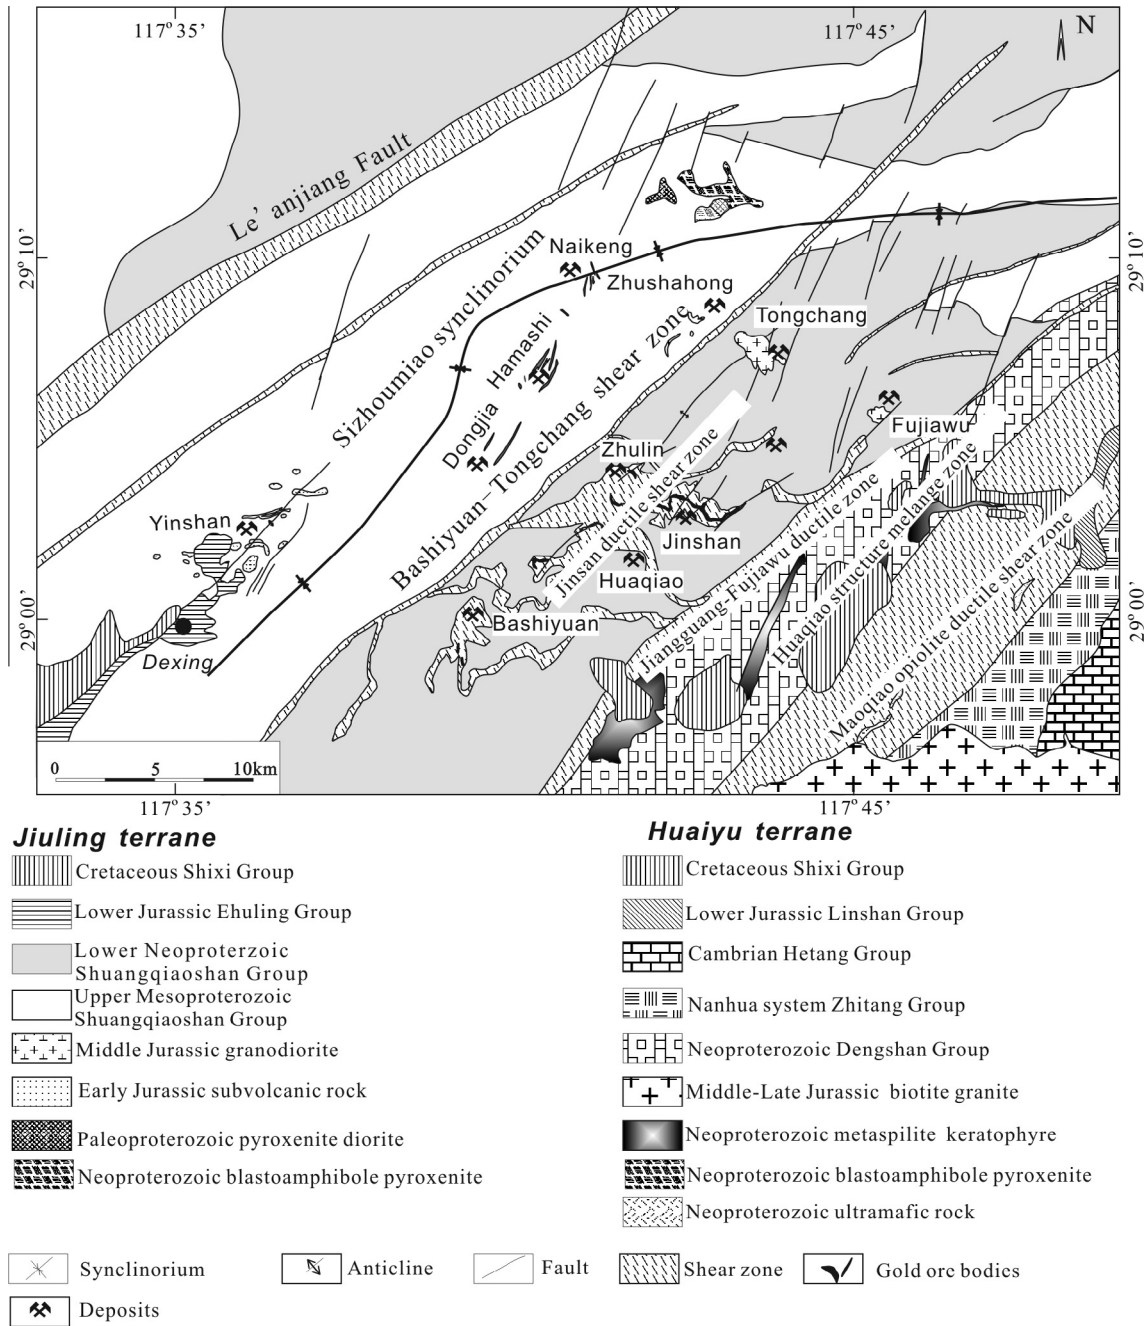 117° 35’
117° 45’
N
Le’ anjiang Fault
29° 10’
29° 10’
Sizhoumiao synclinorium
Naikeng
Zhushahong
Tongchang
Hamashi
Dongjia
Bashiyuan-Tongchang shear zone
Fujiawu
Zhulin
Yinshan
Jinshan
Jinsan ductile shear zone
Huaqiao
Bashiyuan
Jiangguang-Fujiawu ductile zone
Huaqiao structure melange zone
Maoqiao opiolite ductile shear zone
29° 00’
29° 00’
Dexing
0 5 10km
117° 35’
117° 45’
Jiuling terrane
Cretaceous Shixi Group
Lower Jurassic Ehuling Group
Lower Neoproterzoic
Shuangqiaoshan Group
Upper Mesoproterozoic
Shuangqiaoshan Group
Middle Jurassic granodiorite
Early Jurassic subvolcanic rock
Paleoproterozoic pyroxenite diorite
Neoproterozoic blastoamphibole pyroxenite
Huaiyu terrane
Cretaceous Shixi Group
Lower Jurassic Linshan Group
Cambrian Hetang Group
Nanhua system Zhitang Group
Neoproterozoic Dengshan Group
Middle-Late Jurassic biotite granite
Neoproterozoic metaspilite keratophyre
Neoproterozoic blastoamphibole pyroxenite
Neoproterozoic ultramafic rock
Synclinorium
Anticline
Fault
Shear zone
Gold orc bodics
Deposits